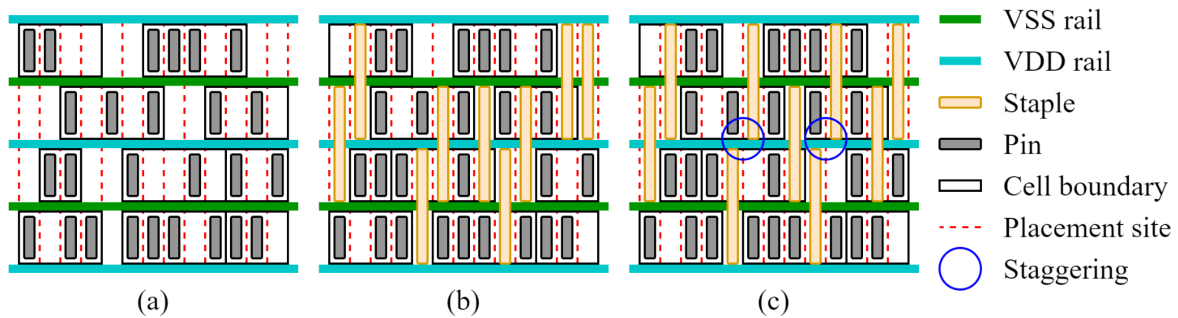 VSS rail
VDD rail
Staple
Pin
Cell boundary
Placement site
Staggering
(a)
(b)
(c)